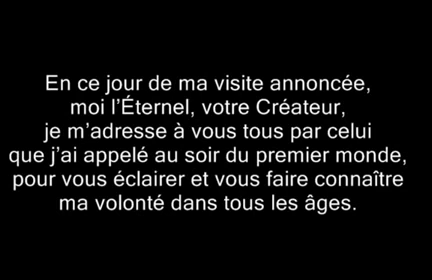 En ce jour de ma visite annoncée,
moi l'Éternel, votre Créateur,
je m'adresse à vous tous par celui
que j'ai appelé au soir du premier monde,
pour vous éclairer et vous faire connaître
ma volonté dans tous les âges.